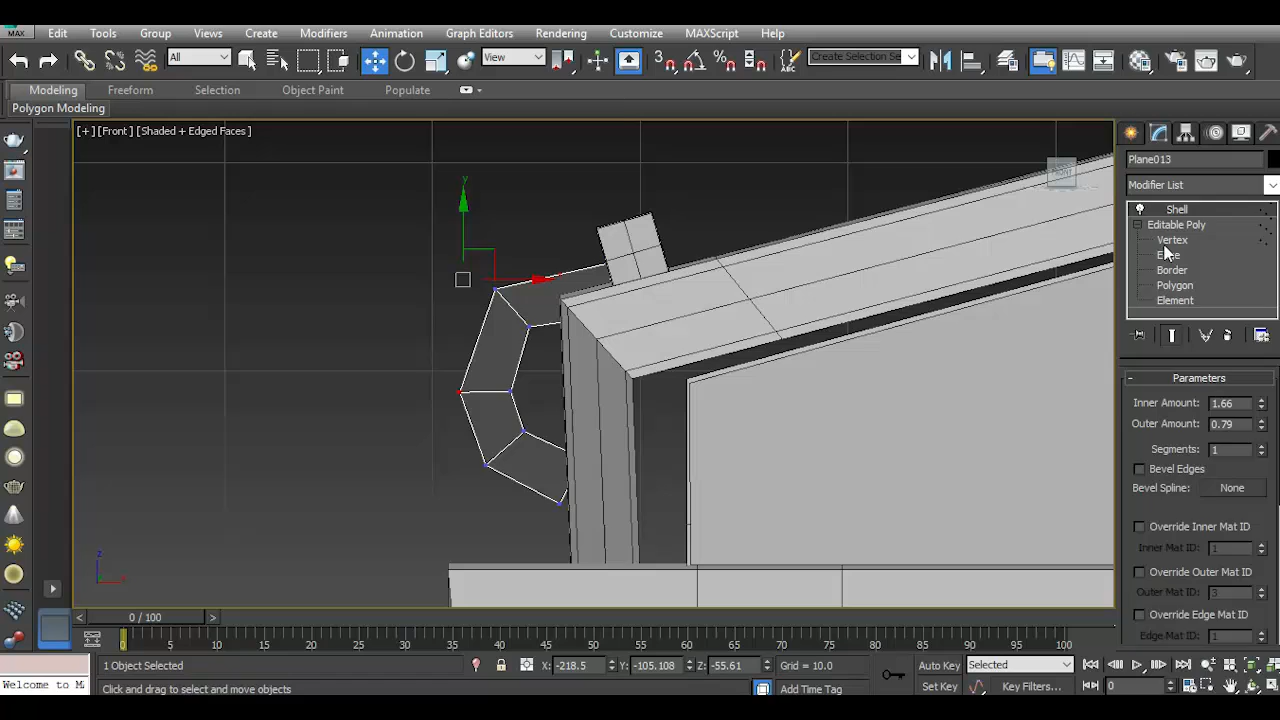 MAX Edit Tools Group Views Create Modifiers Animation Graph Editors Rendering Customize MAXScript Help
All View 3 Create Selection Se
Modeling Freeform Selection Object Paint Populate
Polygon Modeling
[+] [Front] [Shaded + Edged Faces]
FRONT
y
z
Plane013
Modifier List
Shell
Editable Poly
Vertex
Edge
Border
Polygon
Element
Parameters
Inner Amount: 1.66
Outer Amount: 0.79
Segments: 1
Bevel Edges
Bevel Spline: None
Override Inner Mat ID
Inner Mat ID: 1
Override Outer Mat ID
Outer Mat ID: 3
Override Edge Mat ID
Edge Mat ID: 1
< 0 / 100 >
0 5 10 15 20 25 30 35 40 45 50 55 60 65 70 75 80 85 90 95 100
1 Object Selected X: -218.5 Y: -105.108 Z: -55.61 Grid = 10.0 Auto Key Selected
Welcome to M Click and drag to select and move objects Add Time Tag Set Key Key Filters... 0